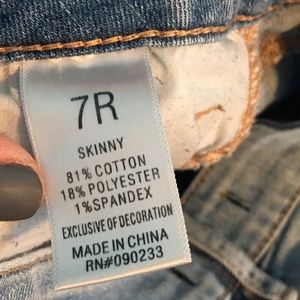 7R
SKINNY
81% COTTON
18% POLYESTER
1% SPANDEX
EXCLUSIVE OF DECORATION
MADE IN CHINA
RN#090233